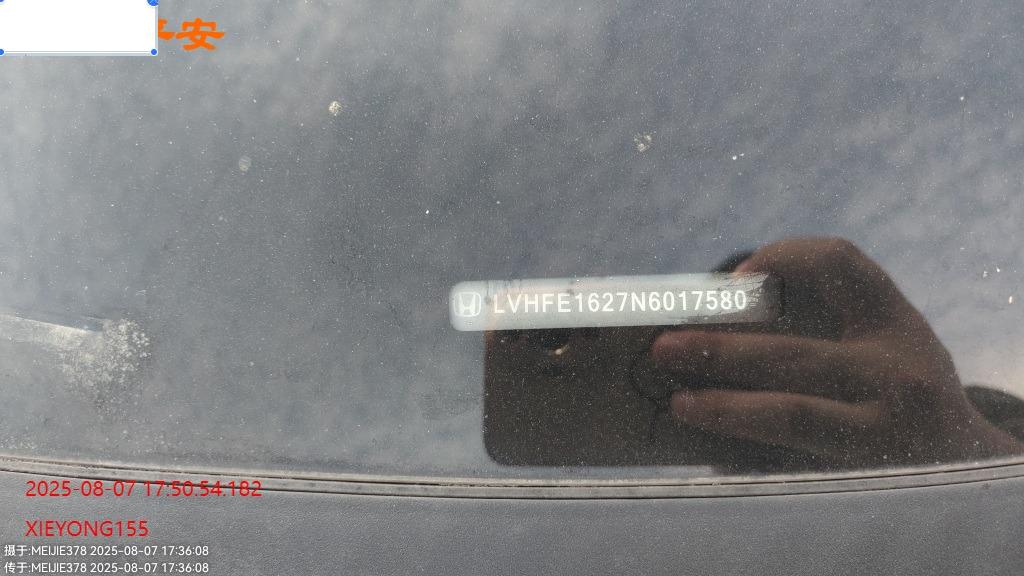 安
LVHFE1627N6017580
2025-08-07 17:50:54.182
XIEYONG155
摄于:MEIJIE378 2025-08-07 17:36:08
传于:MEIJIE378 2025-08-07 17:36:08